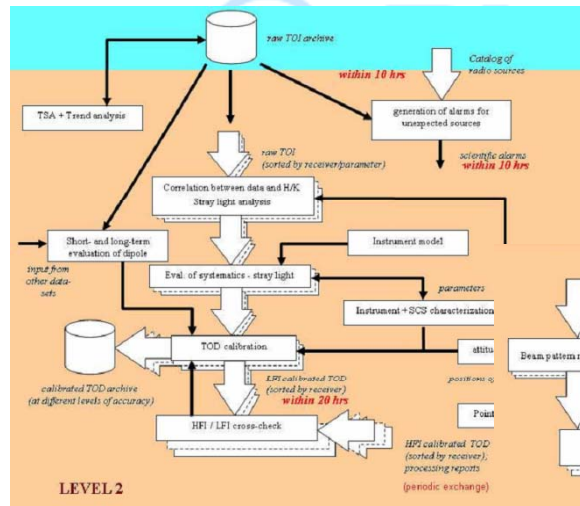 raw TOI archive
Catalog of
radio sources
within 10 hrs
TSA + Trend analysis
generation of alarms for
unexpected sources
raw TOI
(sorted by receiver/parameter)
scientific alarms
within 10 hrs
Correlation between data and H/K
Stray light analysis
Short- and long-term
evaluation of dipole
Instrument model
input from
other data-
sets
Eval. of systematics - stray light
parameters
Instrument + SCS characterization
TOD calibration
attitu
Beam pattern r
calibrated TOD archive
(at different levels of accuracy)
LFI calibrated TOD
(sorted by receiver)
within 20 hrs
positions o
HFI / LFI cross-check
Point
HFI calibrated TOD
(sorted by receiver);
processing reports
(periodic exchange)
LEVEL 2